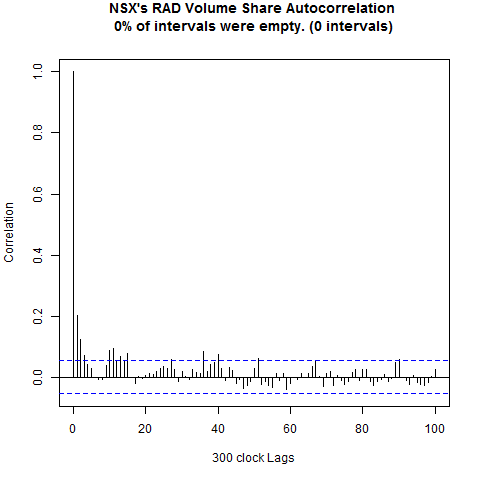 NSX's RAD Volume Share Autocorrelation
0% of intervals were empty. (0 intervals)
Correlation
1.0
0.8
0.6
0.4
0.2
0.0
0 20 40 60 80 100
300 clock Lags